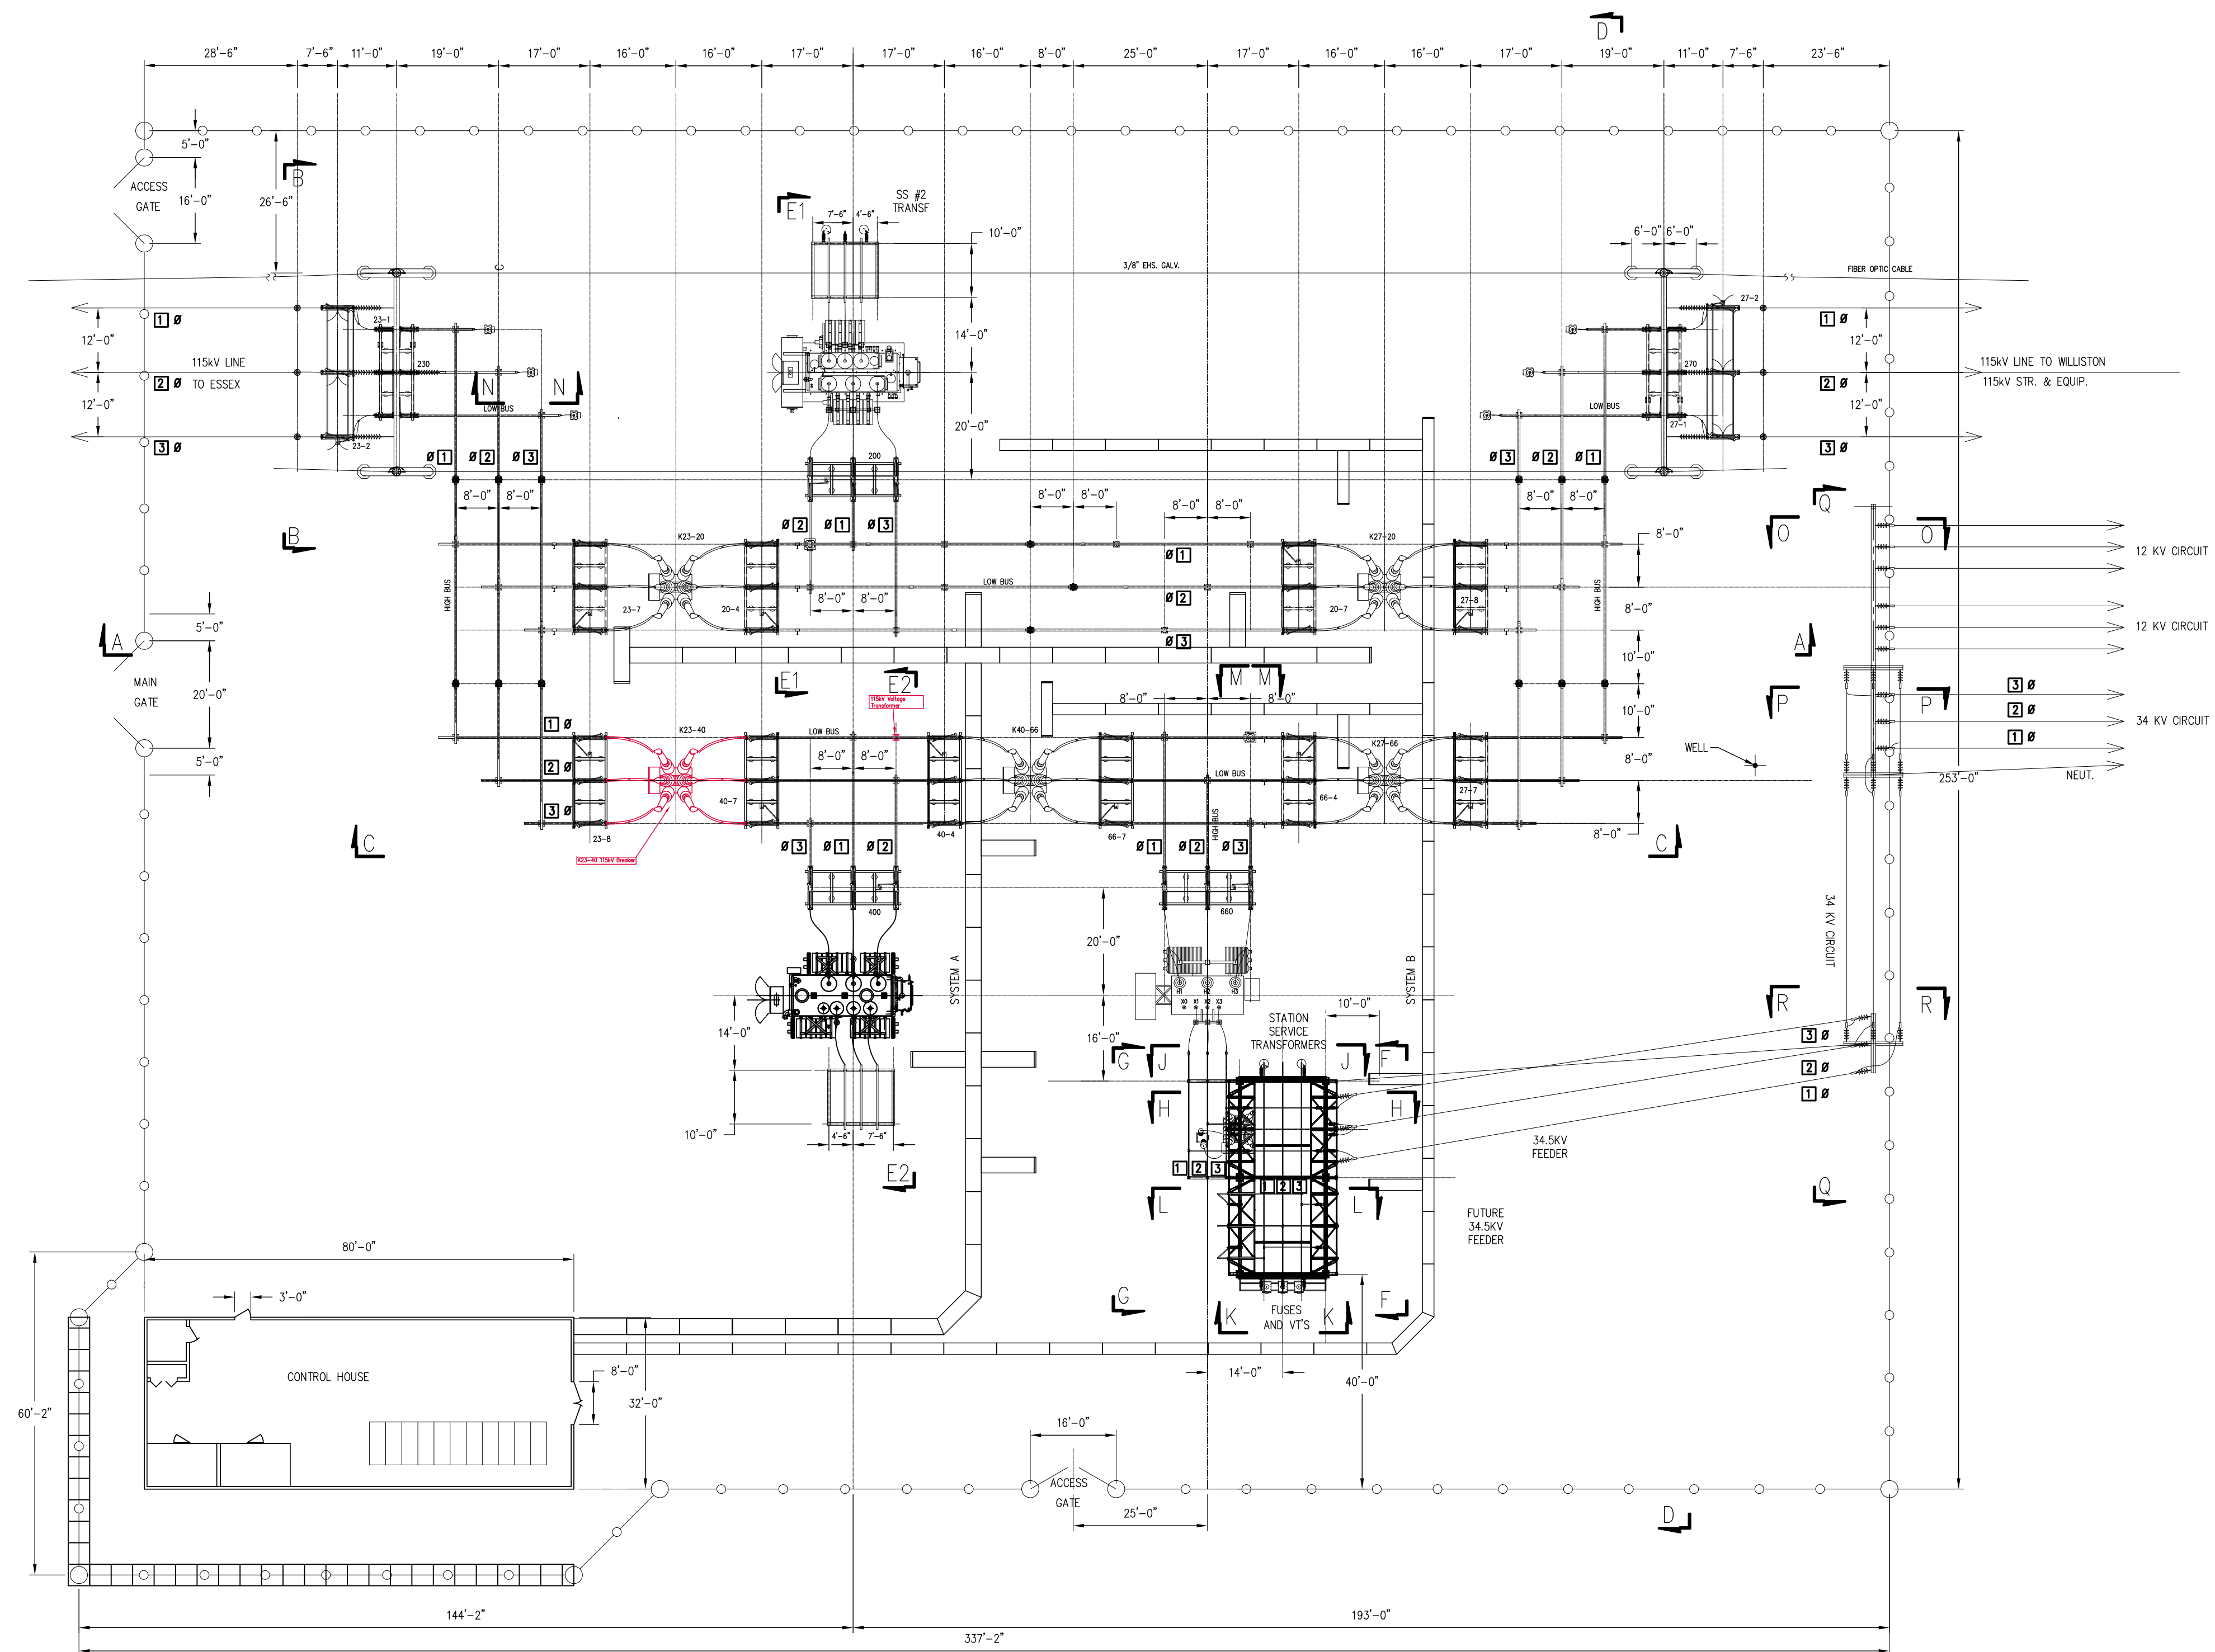 D
28'-6" 7'-6" 11'-0" 19'-0" 17'-0" 16'-0" 16'-0" 17'-0" 17'-0" 16'-0" 8'-0" 25'-0" 17'-0" 16'-0" 16'-0" 17'-0" 19'-0" 11'-0" 7'-6" 23'-6"
5'-0"
B
ACCESS
GATE
16'-0"
26'-6"
E1
SS #2
TRANSF
7'-6" 4'-6"
10'-0"
6'-0" 6'-0"
3/8" EHS. GALV.
FIBER OPTIC CABLE
23-1
27-2
1 Ø
1 Ø
12'-0"
14'-0"
12'-0"
115kV LINE
230
270
115kV LINE TO WILLISTON
2 Ø TO ESSEX
N N
2 Ø
115kV STR. & EQUIP.
12'-0"
LOW BUS
LOW BUS
12'-0"
20'-0"
27-1
3 Ø
23-2
3 Ø
Ø 1 Ø 2 Ø 3
200
Ø 3 Ø 2 Ø 1
8'-0" 8'-0"
8'-0" 8'-0"
8'-0" 8'-0"
8'-0" 8'-0"
Q
B
Ø 2 Ø 1 Ø 3
O O
K23-20
K27-20
8'-0"
Ø 1
12 KV CIRCUIT
HIGH BUS
LOW BUS
HIGH BUS
23-7
20-4
8'-0" 8'-0"
Ø 2
20-7
27-8
8'-0"
5'-0"
12 KV CIRCUIT
A
Ø 3
A
10'-0"
MAIN
GATE
20'-0"
E1
E2
M M
3 Ø
P P
115kV Voltage
Transformer
8'-0" 8'-0"
10'-0"
2 Ø
1 Ø
34 KV CIRCUIT
K23-40
LOW BUS
K40-66
K27-66
1 Ø
5'-0"
8'-0" 8'-0"
WELL
8'-0"
2 Ø
LOW BUS
NEUT.
253'-0"
40-7
66-4
27-7
3 Ø
HIGH BUS
23-8
40-4
66-7
8'-0"
C
Ø 3 Ø 1 Ø 2
Ø 1 Ø 2 Ø 3
C
K23-40 115kV Breaker
400
660
34 KV CIRCUIT
20'-0"
SYSTEM A
SYSTEM B
H1 H2 H3
X0 X1 X2 X3
10'-0"
R R
14'-0"
16'-0"
STATION
SERVICE
TRANSFORMERS
3 Ø
G J J F
2 Ø
1 Ø
H H
10'-0"
4'-6" 7'-6"
34.5KV
FEEDER
1 2 3
E2
1 2 3
L L
Q
FUTURE
34.5KV
FEEDER
80'-0"
3'-0"
G
F
K K
FUSES
AND VT'S
CONTROL HOUSE
8'-0"
14'-0"
40'-0"
32'-0"
60'-2"
16'-0"
ACCESS
GATE
25'-0"
D
144'-2"
193'-0"
337'-2"